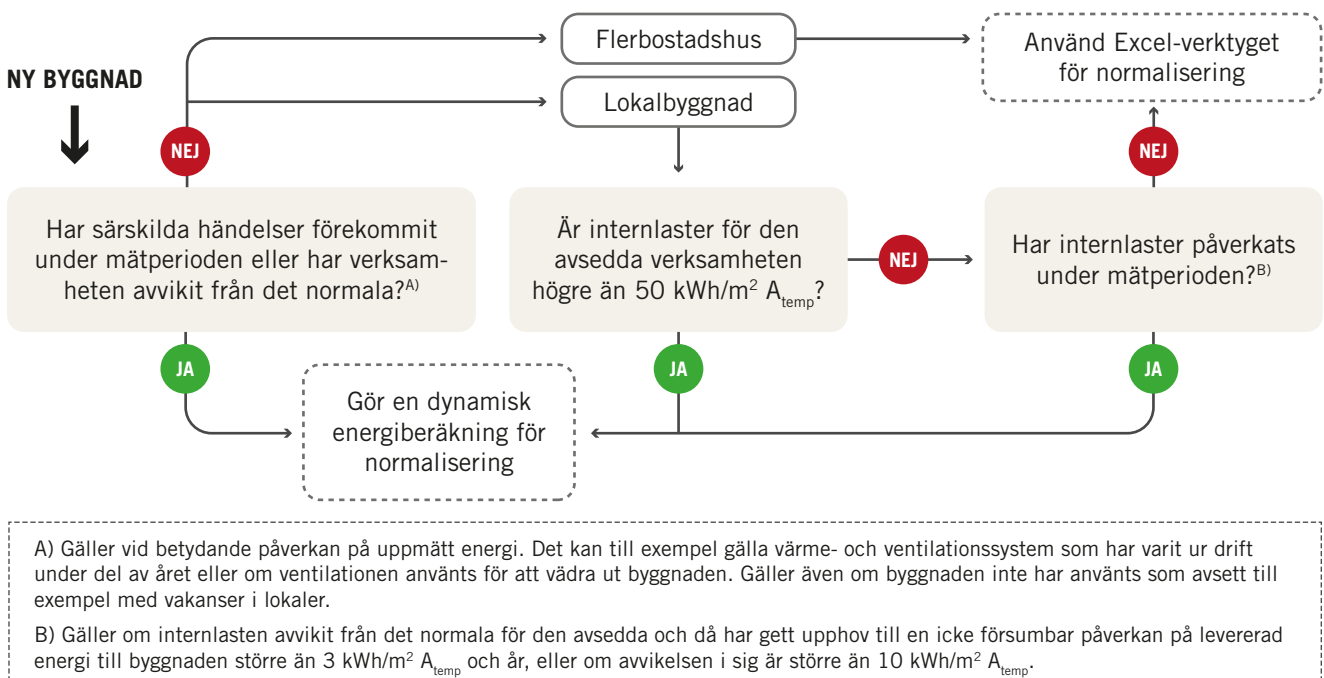 NY BYGGNAD
Flerbostadshus
Lokalbyggnad
Använd Excel-verktyget
för normalisering
NEJ
NEJ
Har särskilda händelser förekommit
under mätperioden eller har verksam-
heten avvikit från det normala?A)
Är internlaster för den
avsedda verksamheten
högre än 50 kWh/m² Atemp?
NEJ
Har internlaster påverkats
under mätperioden?B)
JA
JA
JA
Gör en dynamisk
energiberäkning för
normalisering
A) Gäller vid betydande påverkan på uppmätt energi. Det kan till exempel gälla värme- och ventilationssystem som har varit ur drift
under del av året eller om ventilationen använts för att vädra ut byggnaden. Gäller även om byggnaden inte har använts som avsett till
exempel med vakanser i lokaler.
B) Gäller om internlasten avvikit från det normala för den avsedda och då har gett upphov till en icke försumbar påverkan på levererad
energi till byggnaden större än 3 kWh/m² Atemp och år, eller om avvikelsen i sig är större än 10 kWh/m² Atemp.